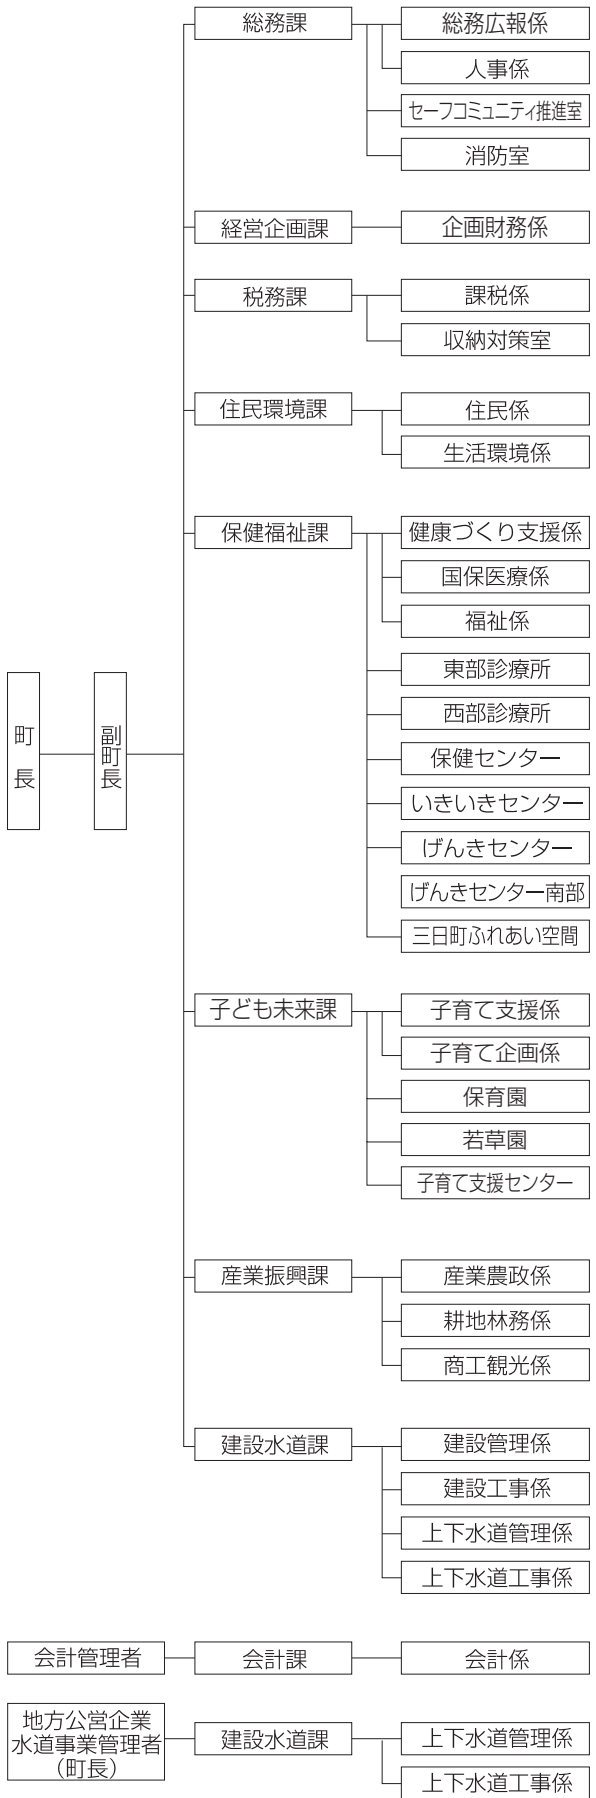 町長
副町長
総務課
総務広報係
人事係
セーフコミュニティ推進室
消防室
経営企画課
企画財務係
税務課
課税係
収納対策室
住民環境課
住民係
生活環境係
保健福祉課
健康づくり支援係
国保医療係
福祉係
東部診療所
西部診療所
保健センター
いきいきセンター
げんきセンター
げんきセンター南部
三日町ふれあい空間
子ども未来課
子育て支援係
子育て企画係
保育園
若草園
子育て支援センター
産業振興課
産業農政係
耕地林務係
商工観光係
建設水道課
建設管理係
建設工事係
上下水道管理係
上下水道工事係
会計管理者
会計課
会計係
地方公営企業
水道事業管理者
（町長）
建設水道課
上下水道管理係
上下水道工事係